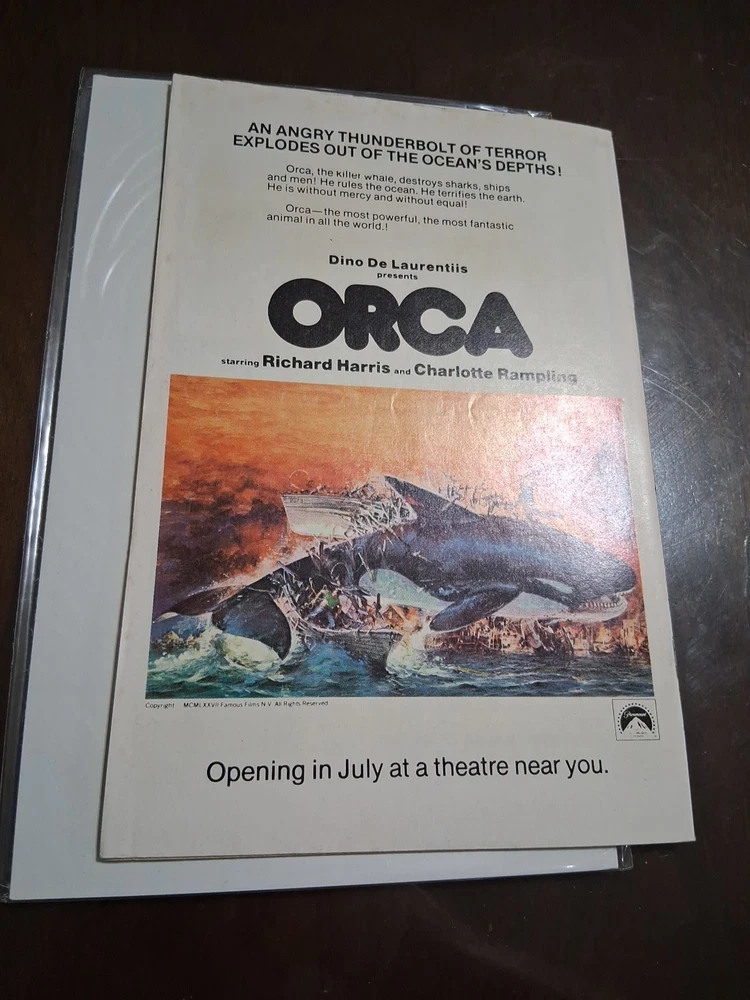 AN ANGRY THUNDERBOLT OF TERROR
EXPLODES OUT OF THE OCEAN'S DEPTHS!
Orca, the killer whale, destroys sharks, ships
and men! He rules the ocean. He terrifies the earth.
He is without mercy and without equal!
Orca—the most powerful, the most fantastic
animal in all the world.!
Dino De Laurentiis
presents
ORCA
starring Richard Harris and Charlotte Rampling
Copyright MCMLXXVII Famous Films N.V. All Rights Reserved
Paramount
Opening in July at a theatre near you.